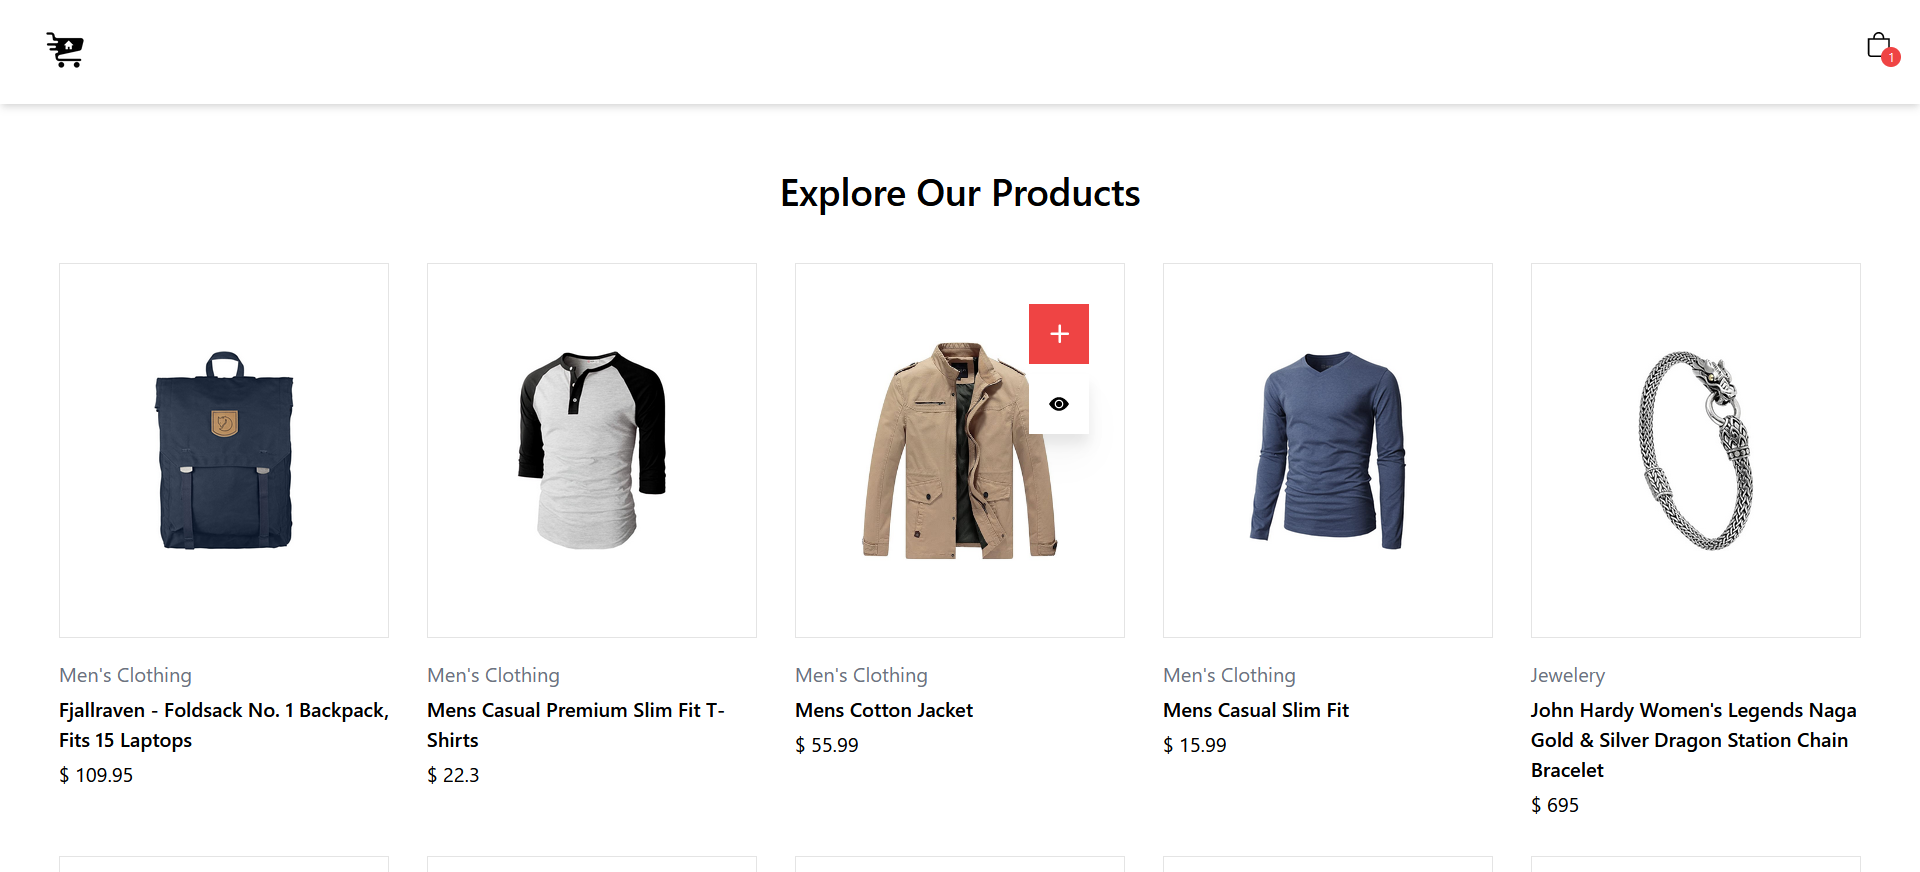 1
Explore Our Products
Men's Clothing
Fjallraven - Foldsack No. 1 Backpack,
Fits 15 Laptops
$ 109.95
Men's Clothing
Mens Casual Premium Slim Fit T-
Shirts
$ 22.3
Men's Clothing
Mens Cotton Jacket
$ 55.99
Men's Clothing
Mens Casual Slim Fit
$ 15.99
Jewelery
John Hardy Women's Legends Naga
Gold & Silver Dragon Station Chain
Bracelet
$ 695